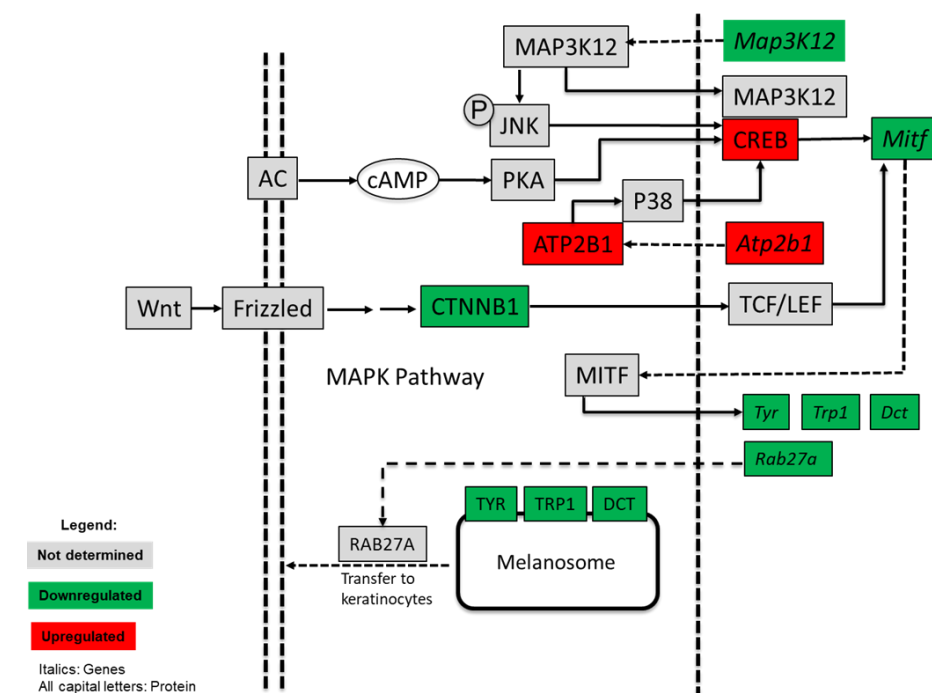 MAP3K12
Map3K12
MAP3K12
P
JNK
CREB
Mitf
AC
cAMP
PKA
P38
ATP2B1
Atp2b1
Wnt
Frizzled
CTNNB1
TCF/LEF
MAPK Pathway
MITF
Tyr
Trp1
Dct
Rab27a
TYR
TRP1
DCT
RAB27A
Melanosome
Transfer to
keratinocytes
Legend:
Not determined
Downregulated
Upregulated
Italics: Genes
All capital letters: Protein